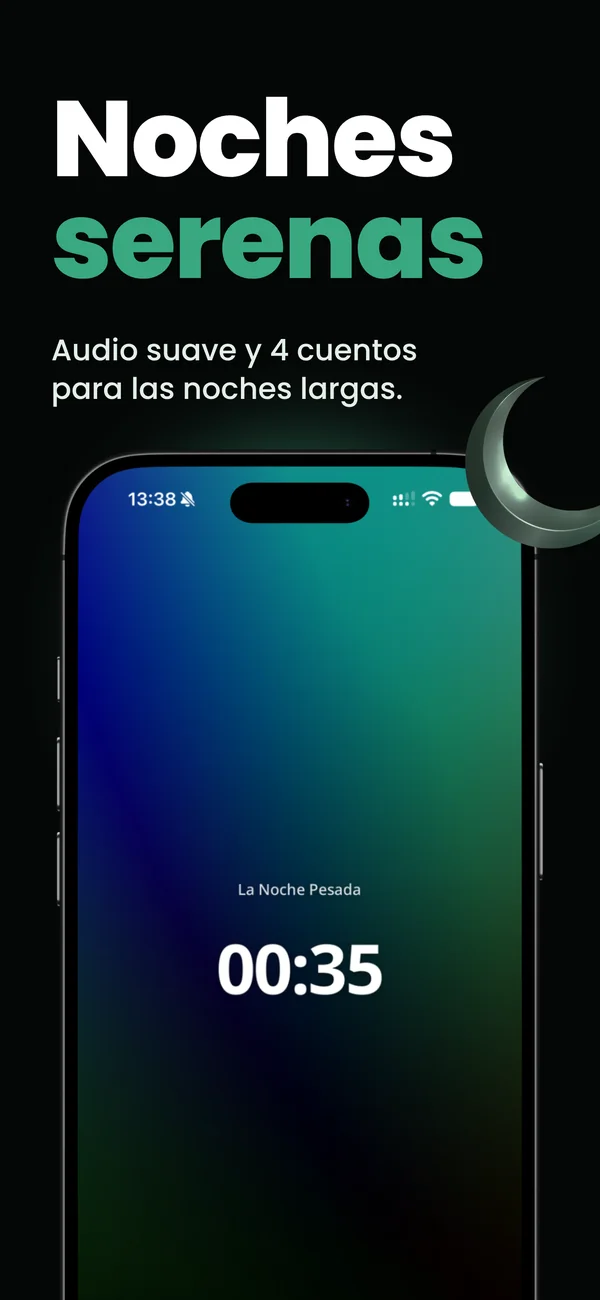 Noches
serenas
Audio suave y 4 cuentos
para las noches largas.
13:38
La Noche Pesada
00:35